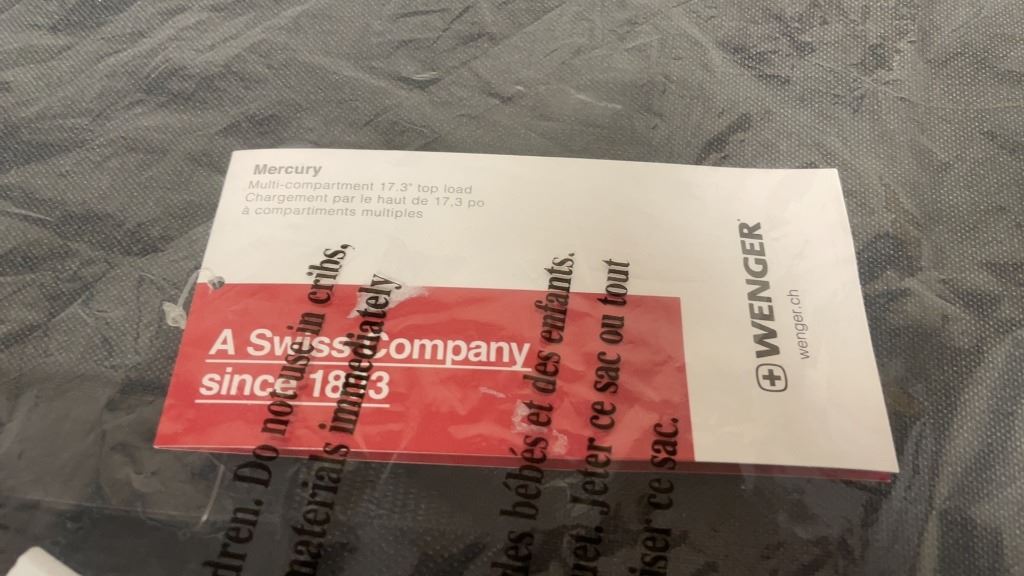 Mercury
Multi-compartment 17.3" top load
Chargement par le haut de 17,3 po
à compartiments multiples
A Swiss Company
since 18 3
WENGER
wenger.ch
dren. Do not use in cribs,
materials immediately
les bébés et des enfants.
uet. Jeter ce sac ou tout
iser ce sac.